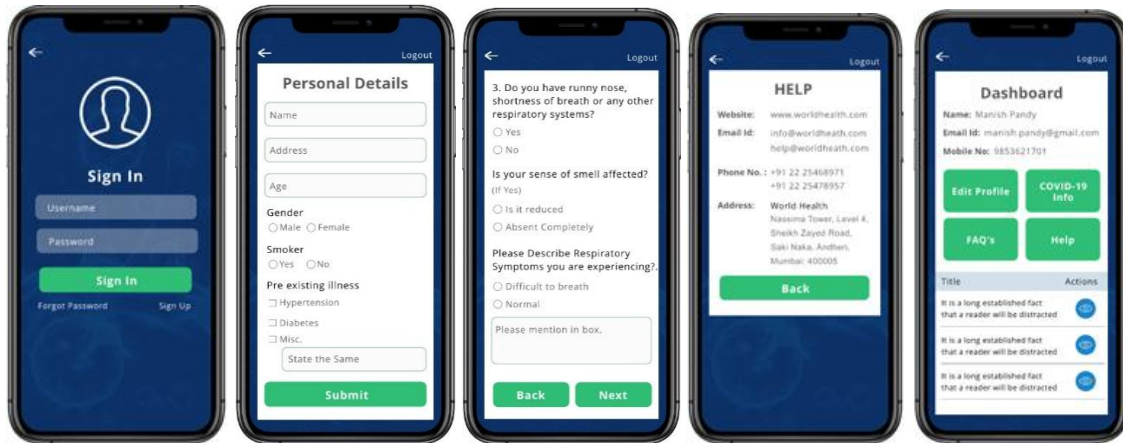 Sign In
Username
Password
Sign In
Forgot Password
Sign Up
Logout
Personal Details
Name
Address
Age
Gender
Male
Female
Smoker
Yes
No
Pre existing illness
Hypertension
Diabetes
Misc.
State the Same
Submit
Logout
3. Do you have runny nose,
shortness of breath or any other
respiratory systems?
Yes
No
Is your sense of smell affected?
(If Yes)
Is it reduced
Absent Completely
Please Describe Respiratory
Symptoms you are experiencing?.
Difficult to breath
Normal
Please mention in box.
Back
Next
Logout
HELP
Website: www.worldhealth.com
Email Id: info@worldheath.com
help@worldheath.com
Phone No. : +91 22 25468971
+91 22 25478957
Address: World Health
Nassima Tower, Level 4,
Sheikh Zayed Road,
Saki Naka, Andheri,
Mumbai: 400005
Back
Logout
Dashboard
Name: Manish Pandy
Email Id: manish.pandy@gmail.com
Mobile No: 9853621701
Edit Profile
COVID-19
Info
FAQ's
Help
Title
Actions
It is a long established fact
that a reader will be distracted
It is a long established fact
that a reader will be distracted
It is a long established fact
that a reader will be distracted